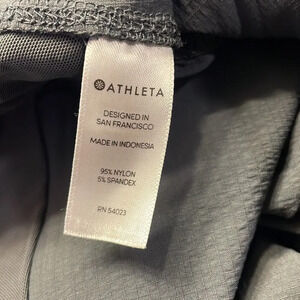 ATHLETA
DESIGNED IN
SAN FRANCISCO
MADE IN INDONESIA
95% NYLON
5% SPANDEX
RN 54023